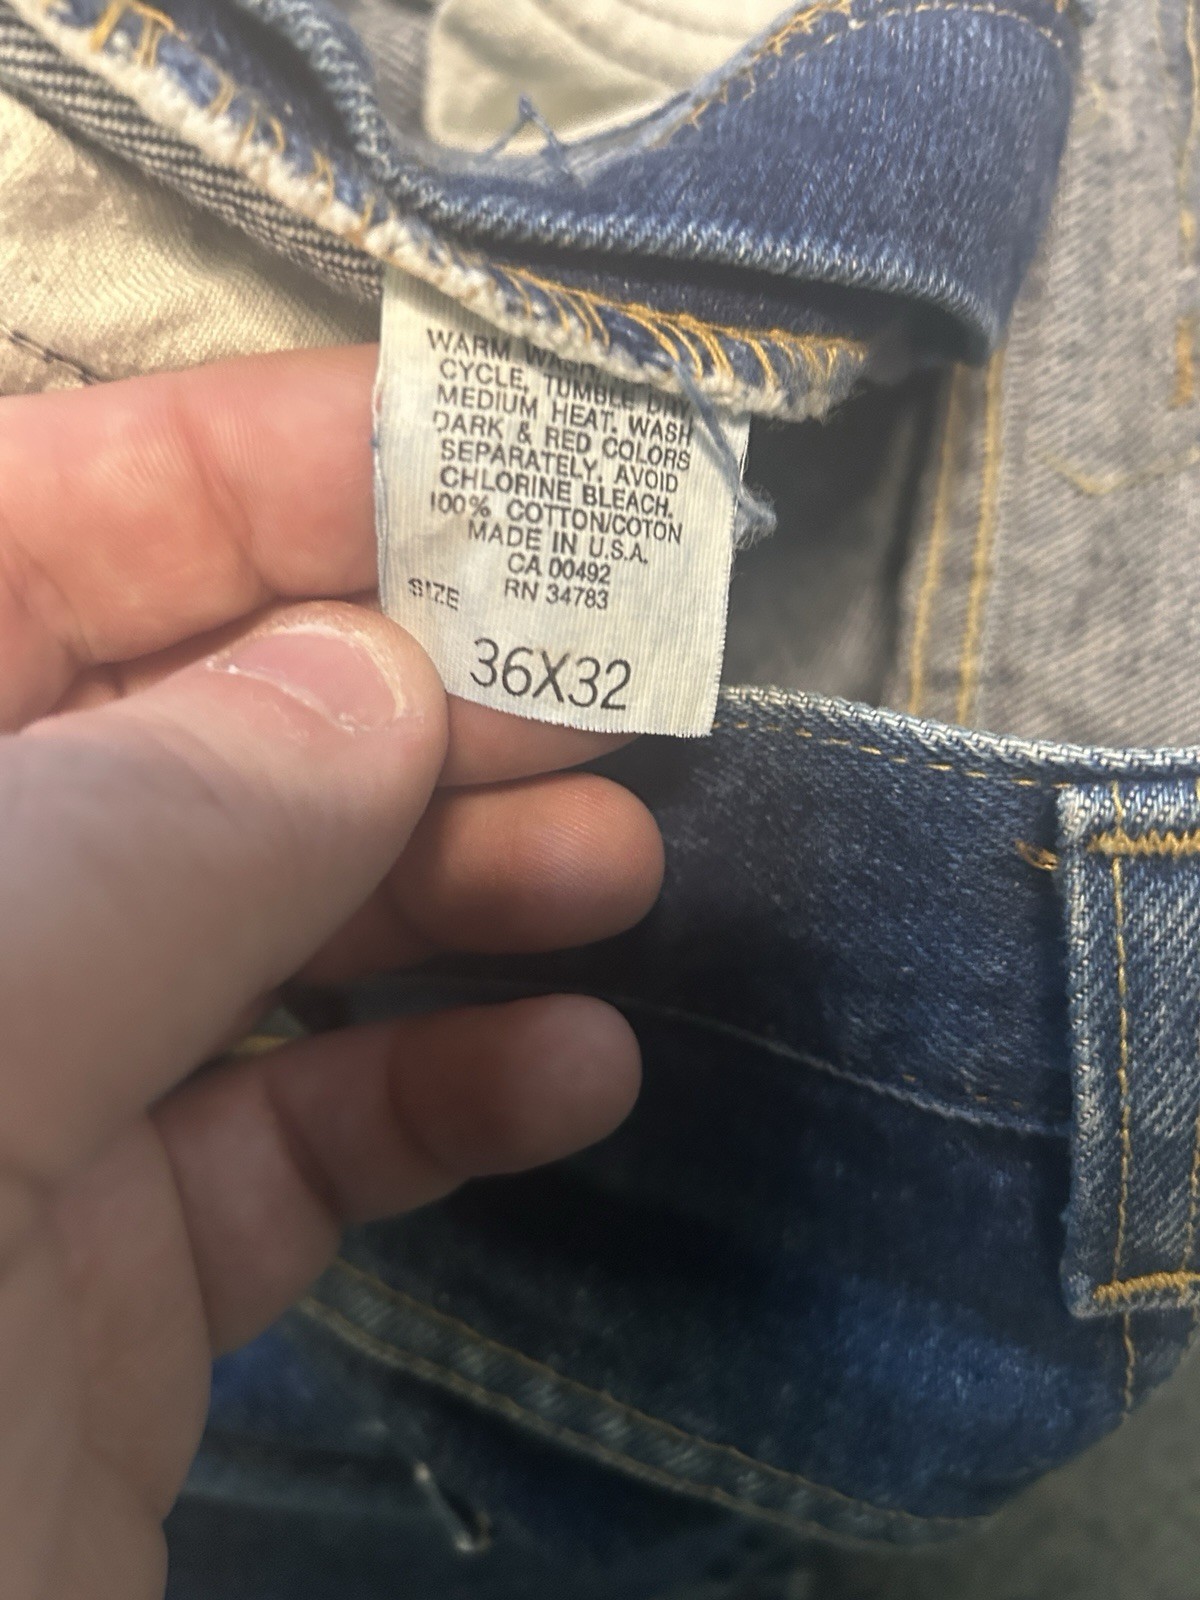 WARM WASH
CYCLE, TUMBLE DRY
MEDIUM HEAT. WASH
DARK & RED COLORS
SEPARATELY. AVOID
CHLORINE BLEACH.
100% COTTON/COTON
MADE IN U.S.A.
CA 00492
SIZE RN 34783
36X32